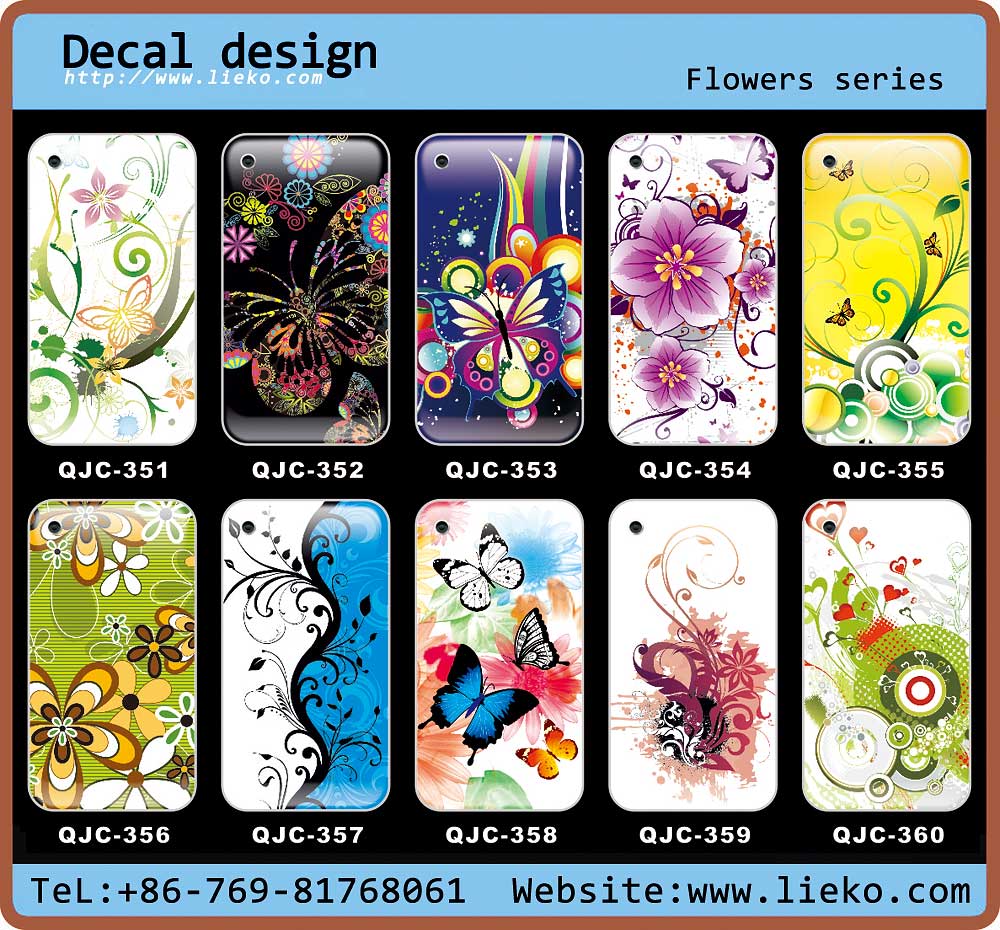 Decal design
http://www.lieko.com
Flowers series
QJC-351 QJC-352 QJC-353 QJC-354 QJC-355
QJC-356 QJC-357 QJC-358 QJC-359 QJC-360
TeL:+86-769-81768061 Website:www.lieko.com